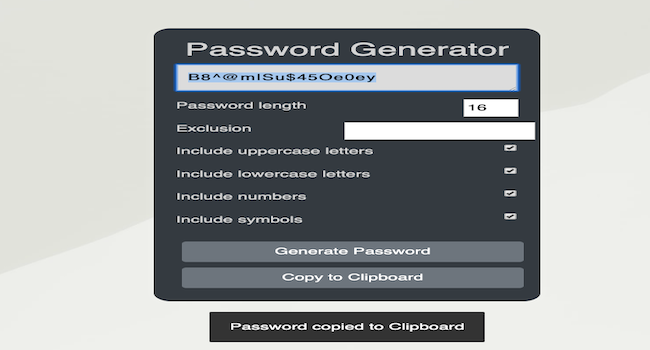 Password Generator
B8^@mISu$45Oe0ey
Password length 16
Exclusion
Include uppercase letters
Include lowercase letters
Include numbers
Include symbols
Generate Password
Copy to Clipboard
Password copied to Clipboard